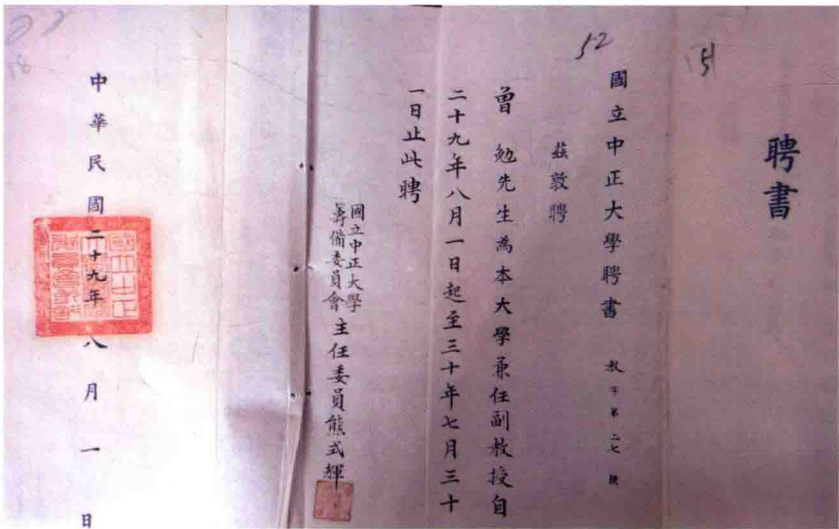 聘書
51
國立中正大學聘書 教字第二七號
52
茲敦聘
曾勉先生為本大學兼任副教授自
二十九年八月一日起至三十年七月三十
一日止此聘
國立中正大學
籌備委員會主任委員熊式輝
中華民國二十九年八月一日